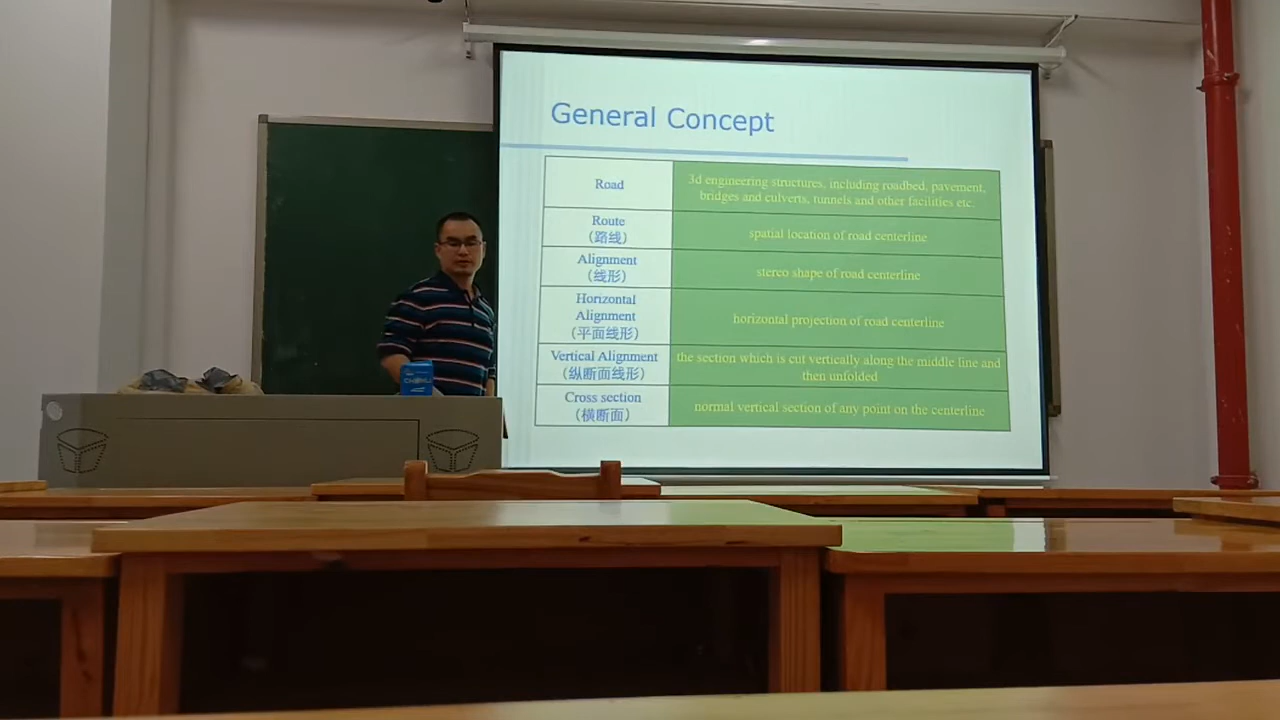 General Concept
Road
3d engineering structures, including roadbed, pavement,
bridges and culverts, tunnels and other facilities etc.
Route
（路线）
spatial location of road centerline
Alignment
（线形）
stereo shape of road centerline
Horizontal
Alignment
（平面线形）
horizontal projection of road centerline
Vertical Alignment
（纵断面线形）
the section which is cut vertically along the middle line and
then unfolded
Cross section
（横断面）
normal vertical section of any point on the centerline